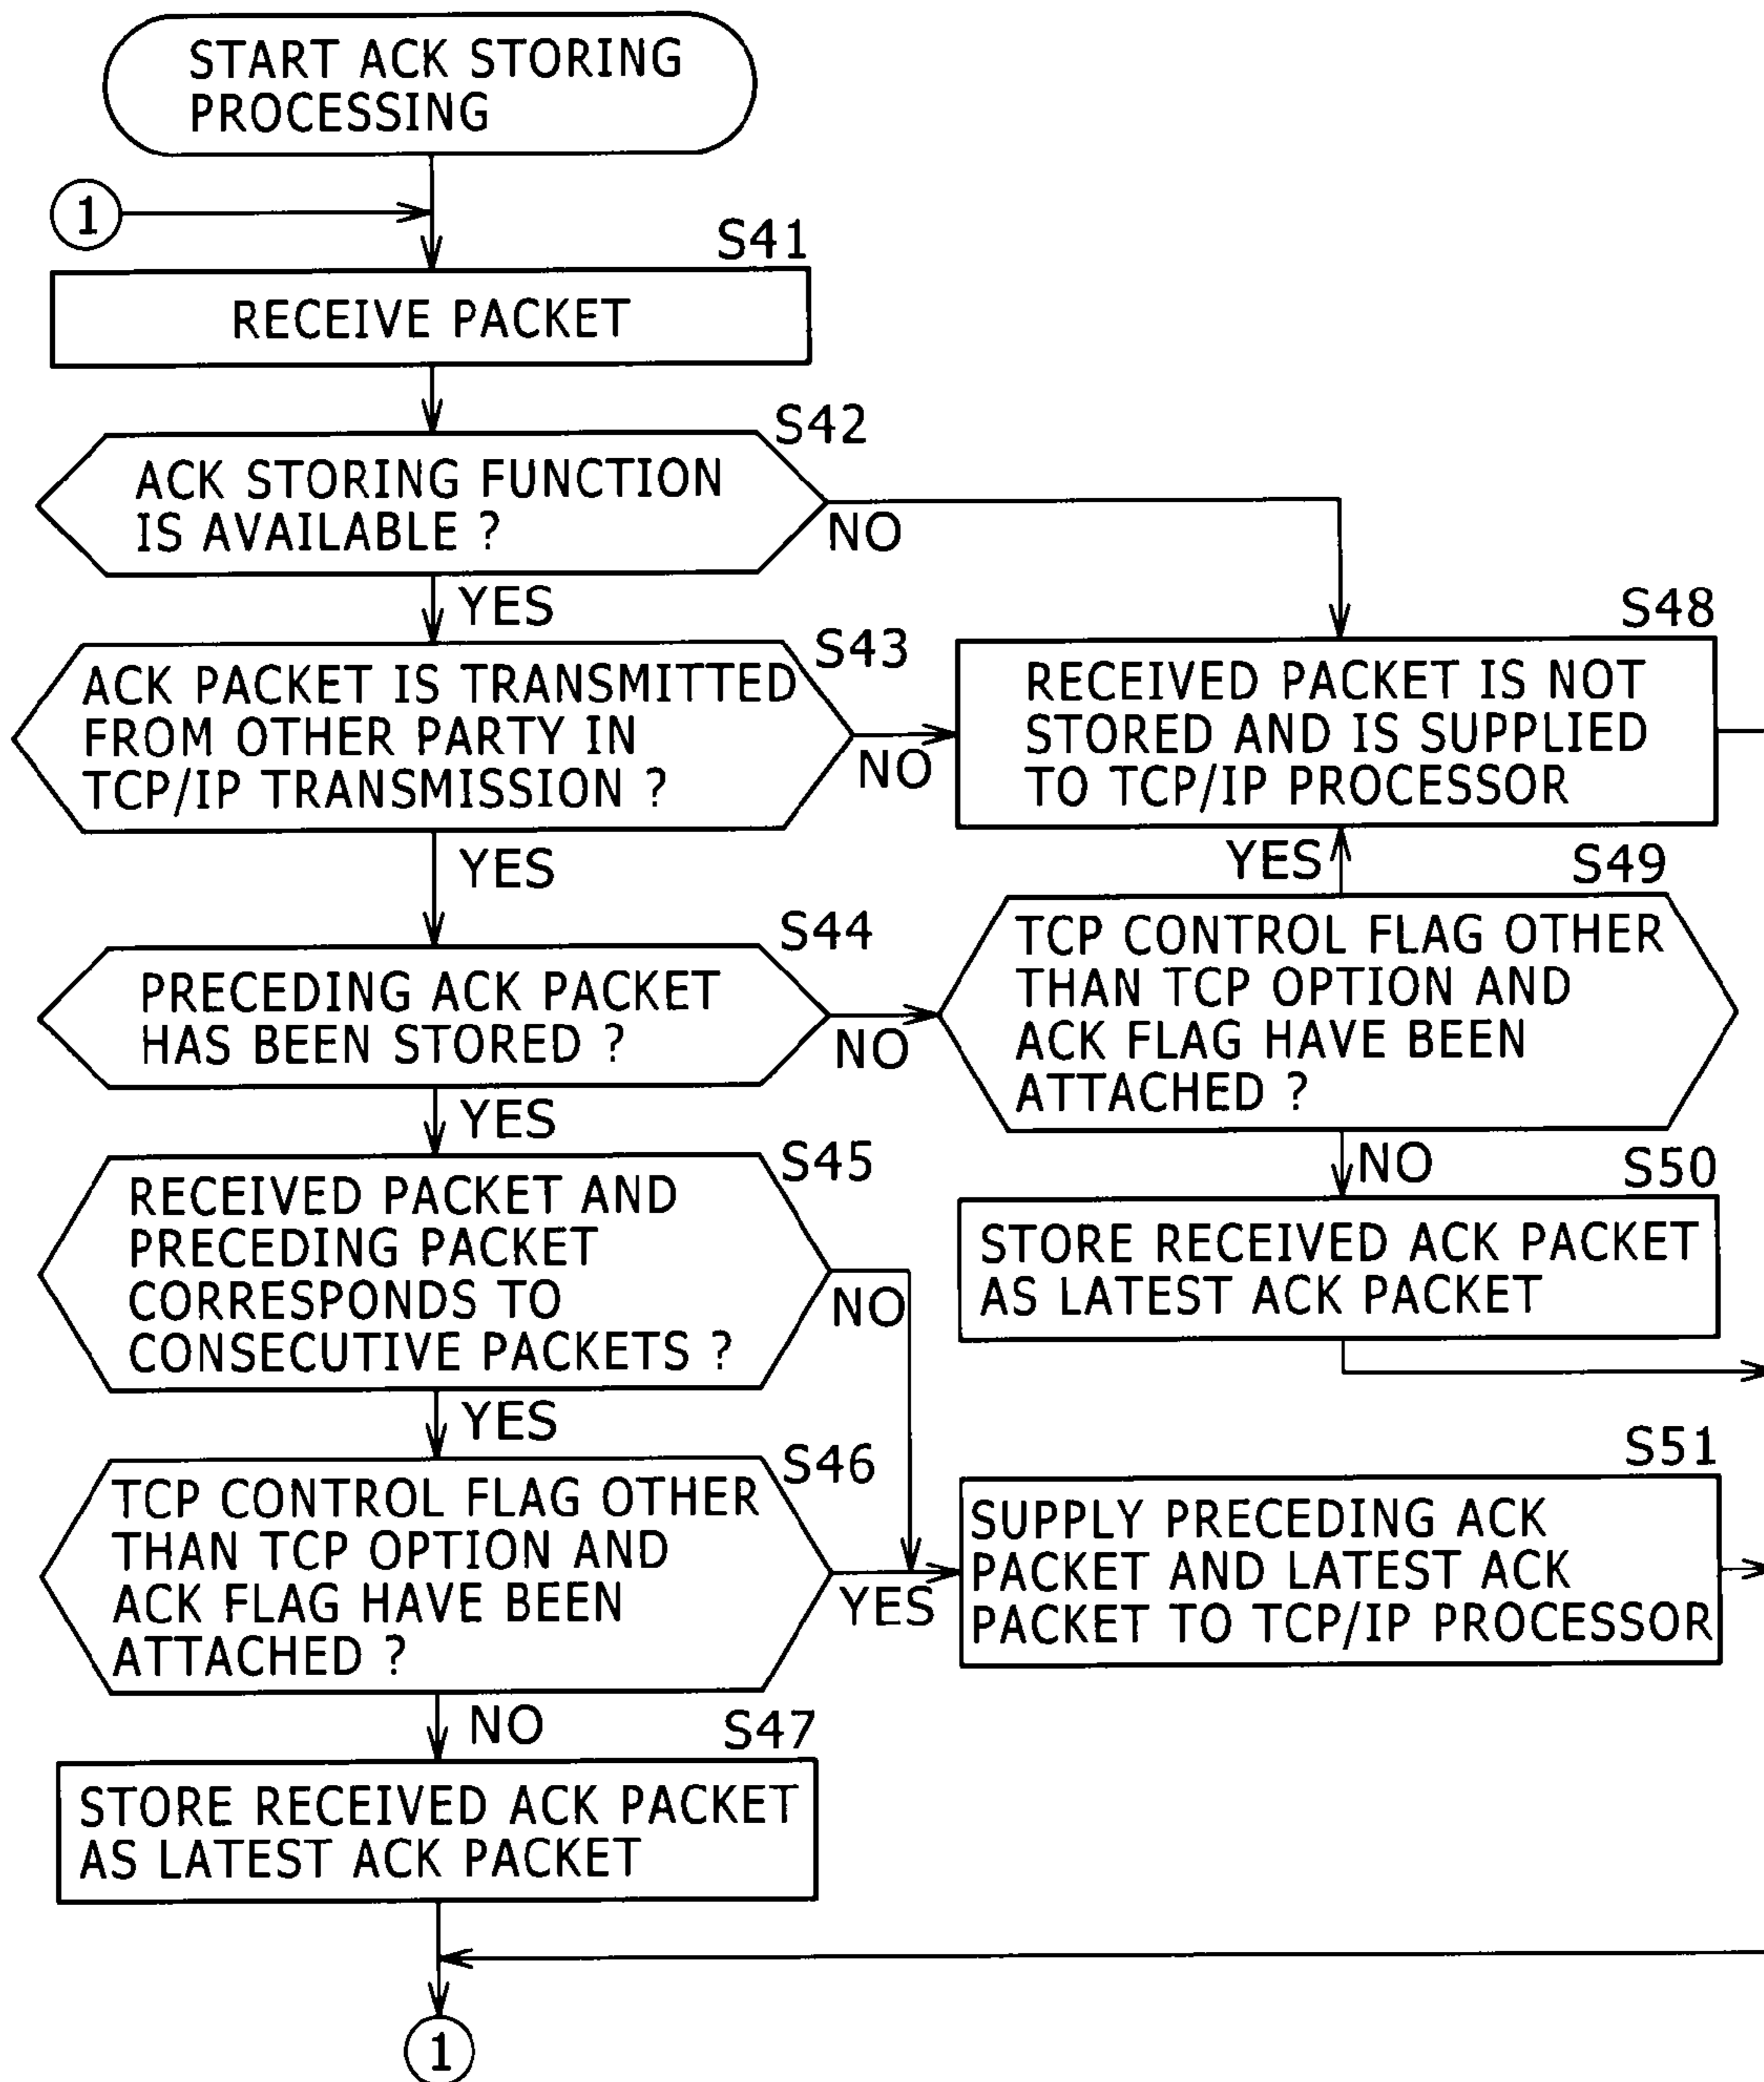 START ACK STORING
PROCESSING
1
S41
RECEIVE PACKET
S42
ACK STORING FUNCTION
IS AVAILABLE ?
NO
YES
S43
ACK PACKET IS TRANSMITTED
FROM OTHER PARTY IN
TCP/IP TRANSMISSION ?
NO
YES
S48
RECEIVED PACKET IS NOT
STORED AND IS SUPPLIED
TO TCP/IP PROCESSOR
S44
PRECEDING ACK PACKET
HAS BEEN STORED ?
NO
YES
YES
S49
TCP CONTROL FLAG OTHER
THAN TCP OPTION AND
ACK FLAG HAVE BEEN
ATTACHED ?
NO
S45
RECEIVED PACKET AND
PRECEDING PACKET
CORRESPONDS TO
CONSECUTIVE PACKETS ?
NO
YES
S50
STORE RECEIVED ACK PACKET
AS LATEST ACK PACKET
S46
TCP CONTROL FLAG OTHER
THAN TCP OPTION AND
ACK FLAG HAVE BEEN
ATTACHED ?
YES
NO
S51
SUPPLY PRECEDING ACK
PACKET AND LATEST ACK
PACKET TO TCP/IP PROCESSOR
S47
STORE RECEIVED ACK PACKET
AS LATEST ACK PACKET
1